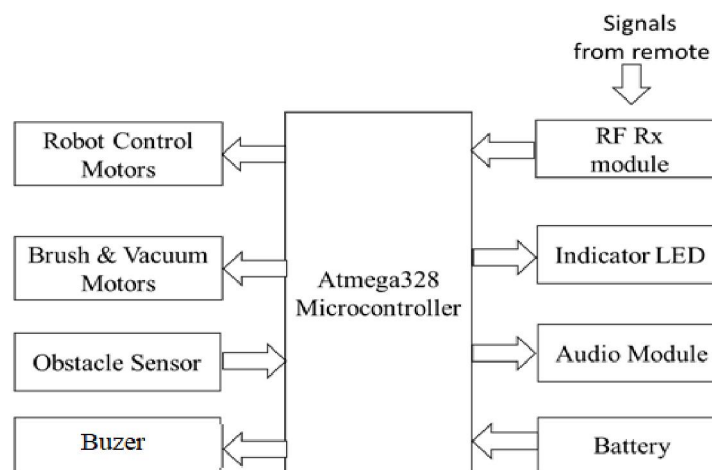 Signals
from remote
Robot Control
Motors
RF Rx
module
Brush & Vacuum
Motors
Atmega328
Microcontroller
Indicator LED
Obstacle Sensor
Audio Module
Buzer
Battery